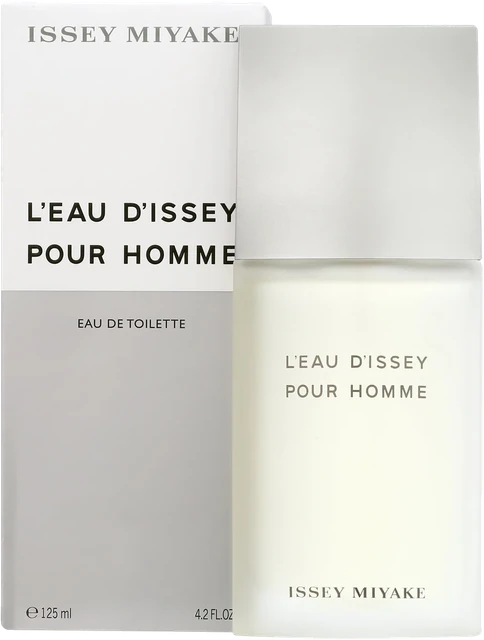 ISSEY MIYAKE
L'EAU D'ISSEY
POUR HOMME
EAU DE TOILETTE
℮ 125 ml
4.2 FL.OZ
L'EAU D'ISSEY
POUR HOMME
ISSEY MIYAKE